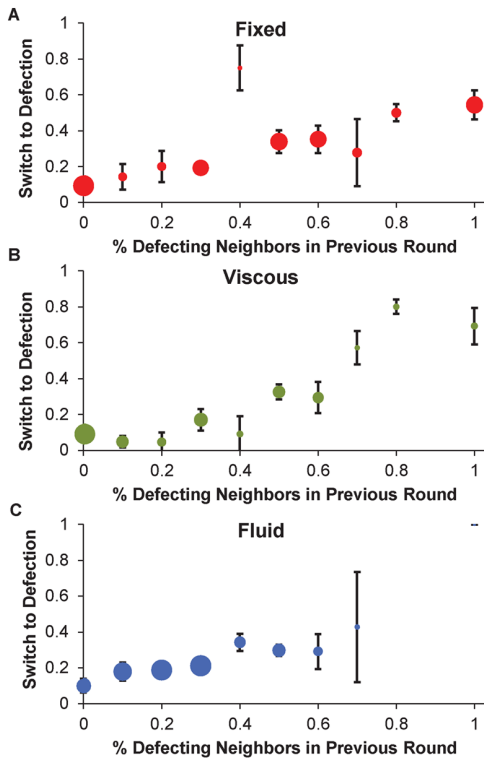 A
Fixed
Switch to Defection
1
0.8
0.6
0.4
0.2
0
0 0.2 0.4 0.6 0.8 1
% Defecting Neighbors in Previous Round
B
Viscous
Switch to Defection
1
0.8
0.6
0.4
0.2
0
0 0.2 0.4 0.6 0.8 1
% Defecting Neighbors in Previous Round
C
Fluid
Switch to Defection
1
0.8
0.6
0.4
0.2
0
0 0.2 0.4 0.6 0.8 1
% Defecting Neighbors in Previous Round